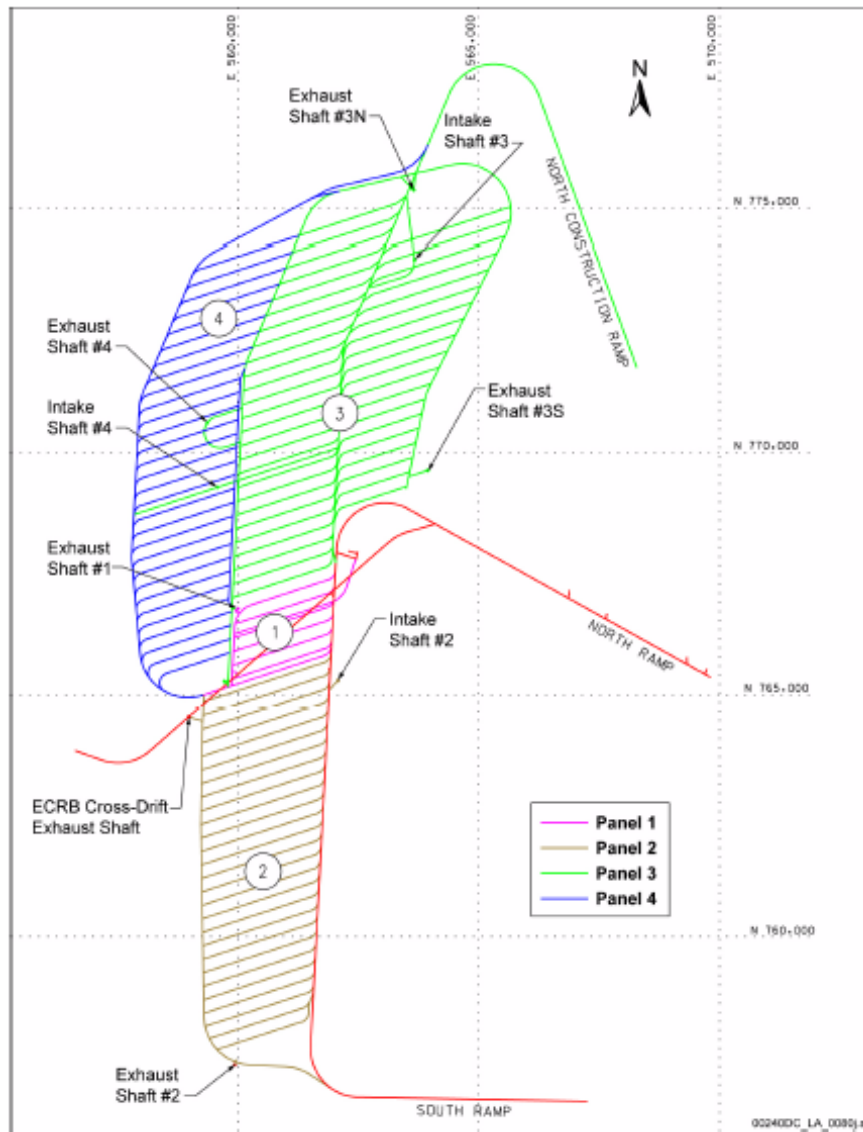 E 560,000
E 565,000
E 570,000
N
Exhaust
Shaft #3N
Intake
Shaft #3
NORTH CONSTRUCTION RAMP
N 775,000
4
Exhaust
Shaft #4
Intake
Shaft #4
3
Exhaust
Shaft #3S
N 770,000
Exhaust
Shaft #1
1
Intake
Shaft #2
NORTH RAMP
N 765,000
ECRB Cross-Drift
Exhaust Shaft
Panel 1
Panel 2
Panel 3
Panel 4
2
N 760,000
Exhaust
Shaft #2
SOUTH RAMP